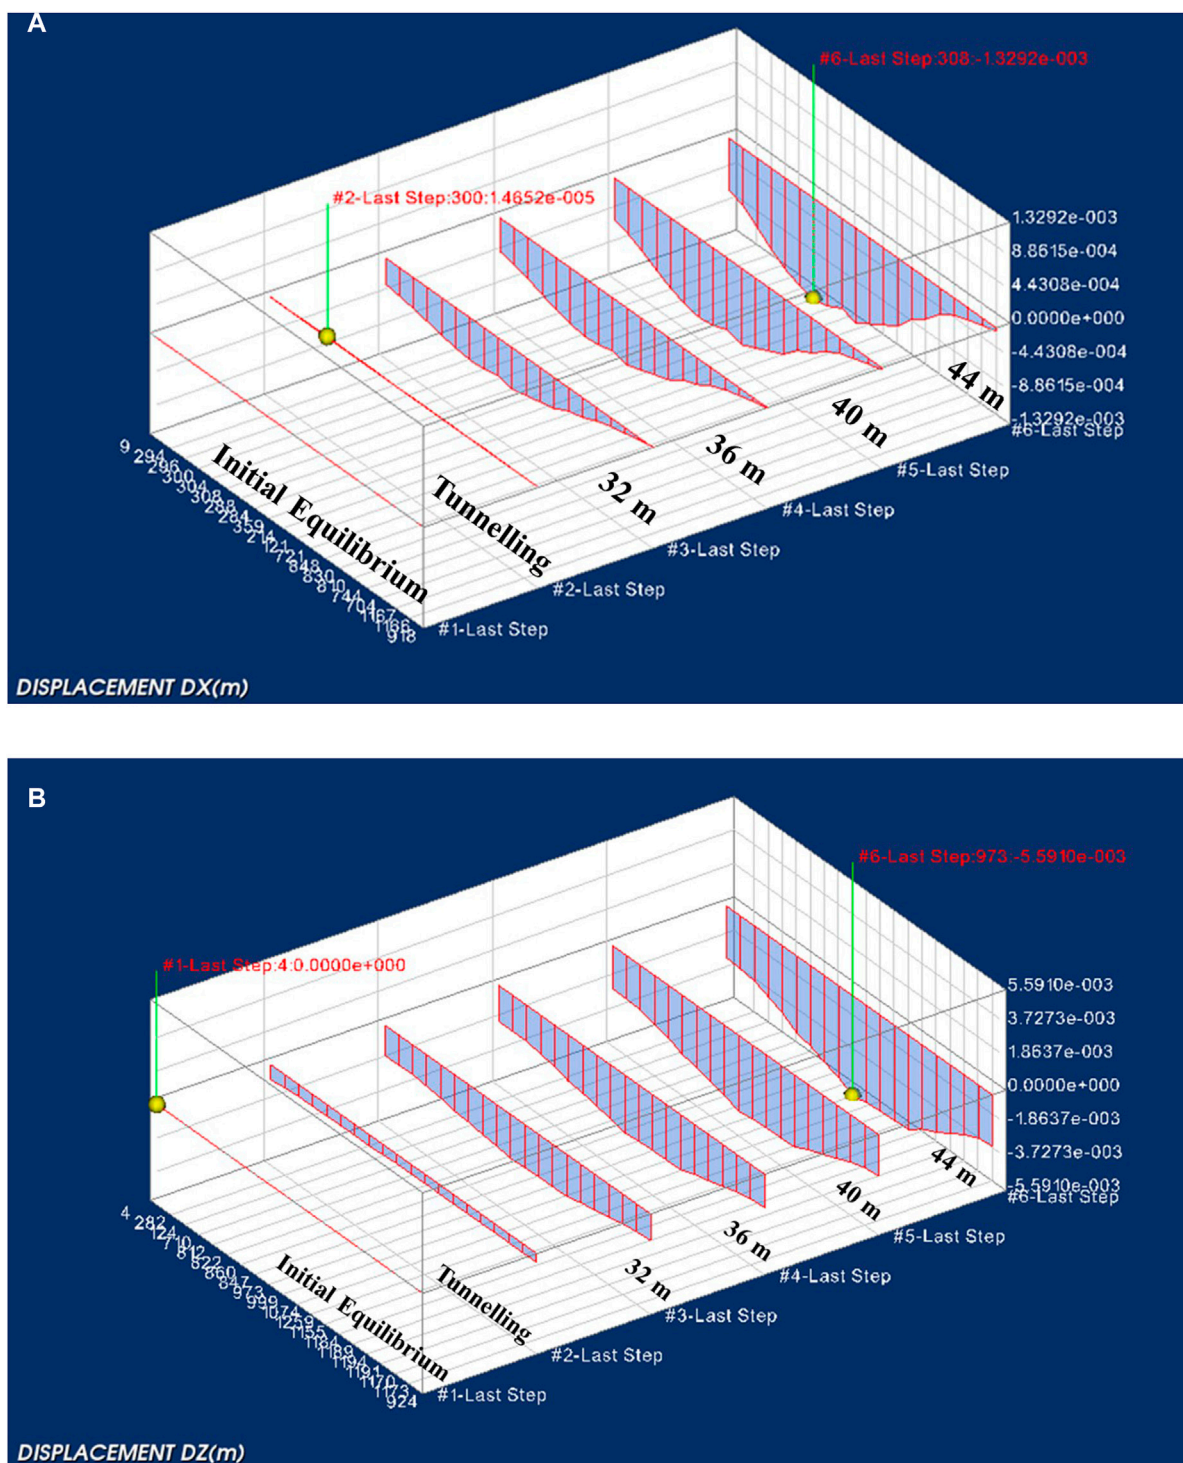 A
#6-Last Step:308:-1.3292e-003
#2-Last Step:300:1.4652e-005
1.3292e-003
8.8615e-004
4.4308e-004
0.0000e+000
-4.4308e-004
-8.8615e-004
-1.3292e-003
#6-Last Step
#5-Last Step
#4-Last Step
#3-Last Step
#2-Last Step
#1-Last Step
44 m
40 m
36 m
32 m
Tunnelling
Initial Equilibrium
9
918
DISPLACEMENT DX(m)
B
#6-Last Step:973:-5.5910e-003
#1-Last Step:4:0.0000e+000
5.5910e-003
3.7273e-003
1.8637e-003
0.0000e+000
-1.8637e-003
-3.7273e-003
-5.5910e-003
#6-Last Step
#5-Last Step
#4-Last Step
#3-Last Step
#2-Last Step
#1-Last Step
44 m
40 m
36 m
32 m
Tunnelling
Initial Equilibrium
4
282
924
DISPLACEMENT DZ(m)